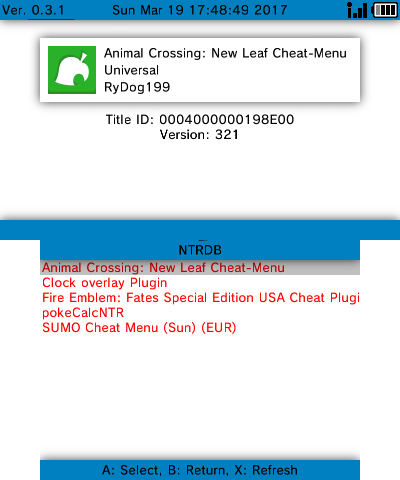 Ver. 0.3.1 Sun Mar 19 17:48:49 2017
Animal Crossing: New Leaf Cheat-Menu
Universal
RyDog199
Title ID: 0004000000198E00
Version: 321
NTRDB
Animal Crossing: New Leaf Cheat-Menu
Clock overlay Plugin
Fire Emblem: Fates Special Edition USA Cheat Plugi
pokeCalcNTR
SUMO Cheat Menu (Sun) (EUR)
A: Select, B: Return, X: Refresh